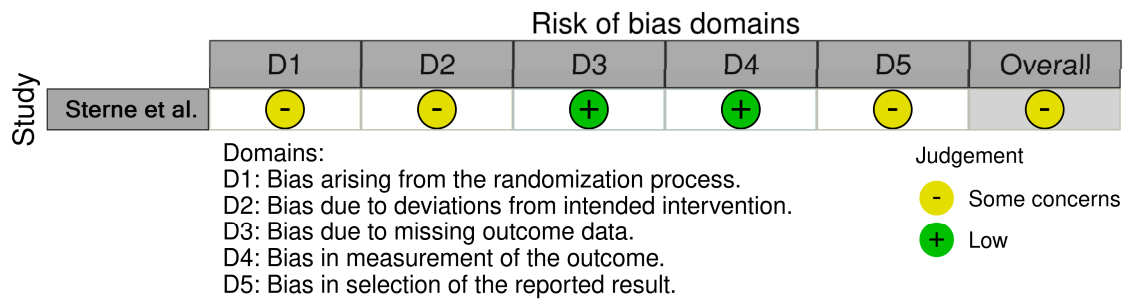 Risk of bias domains
D1 D2 D3 D4 D5 Overall
Study
Sterne et al. - - + + - -
Domains:
D1: Bias arising from the randomization process.
D2: Bias due to deviations from intended intervention.
D3: Bias due to missing outcome data.
D4: Bias in measurement of the outcome.
D5: Bias in selection of the reported result.
Judgement
- Some concerns
+ Low